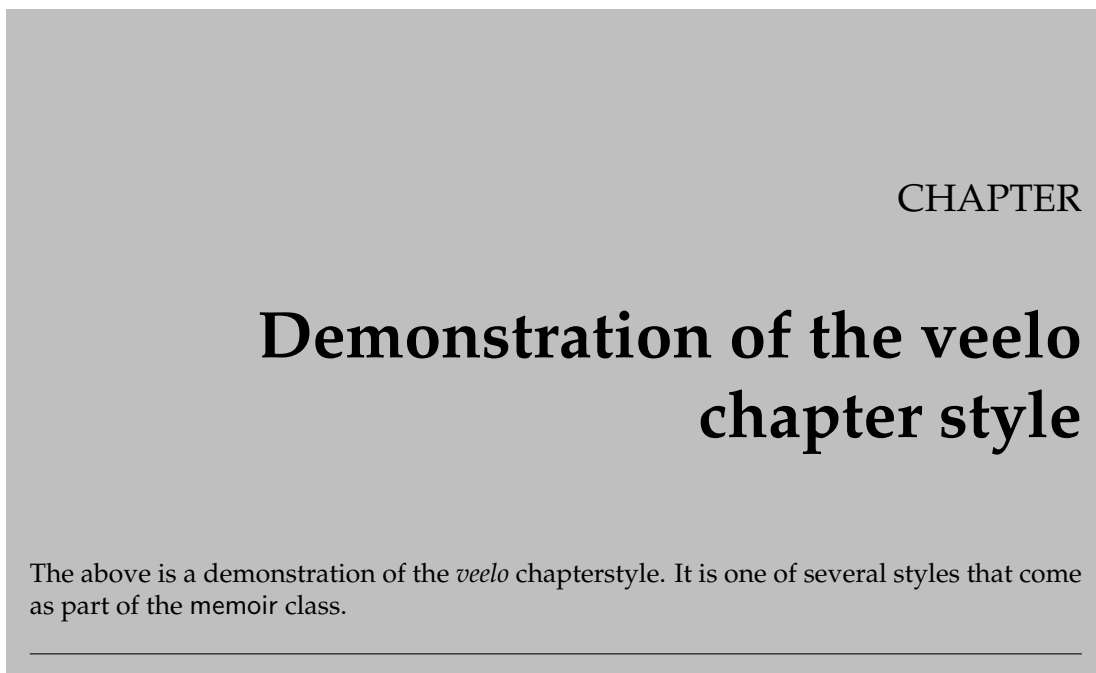 CHAPTER
Demonstration of the veelo
chapter style
The above is a demonstration of the veelo chapterstyle. It is one of several styles that come
as part of the memoir class.